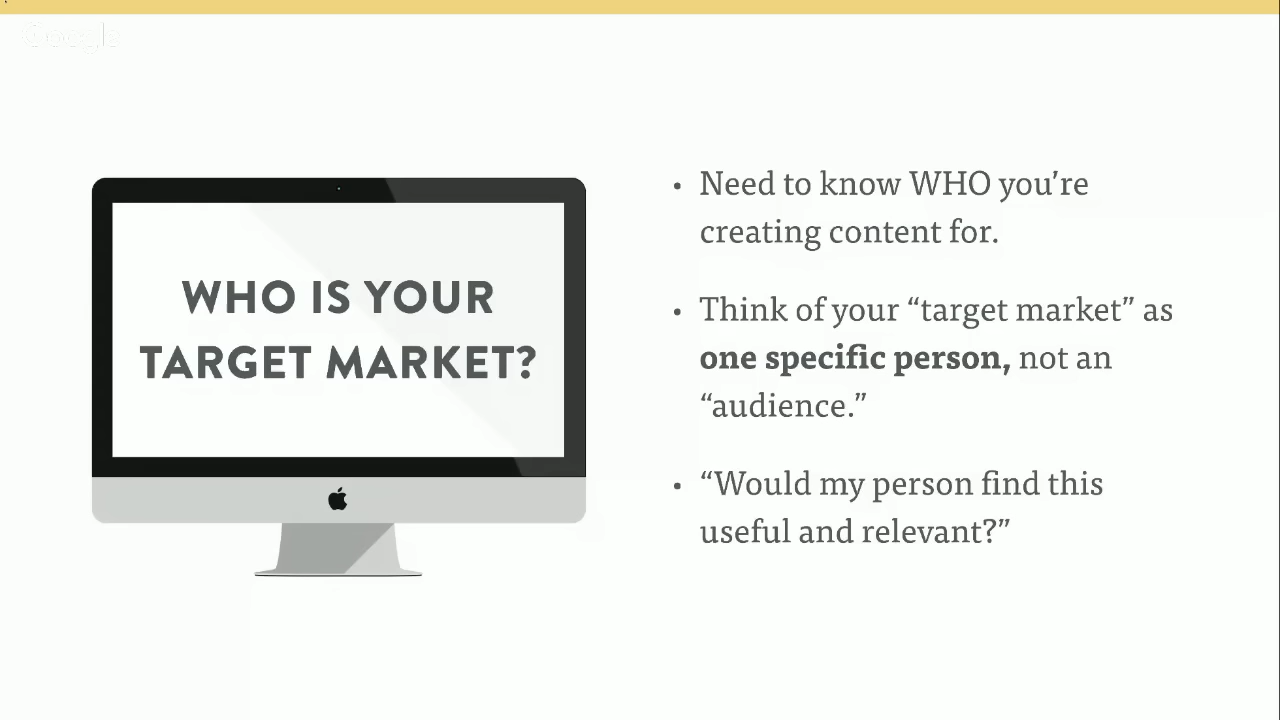 Google
WHO IS YOUR
TARGET MARKET?
• Need to know WHO you’re
creating content for.
• Think of your “target market” as
one specific person, not an
“audience.”
• “Would my person find this
useful and relevant?”